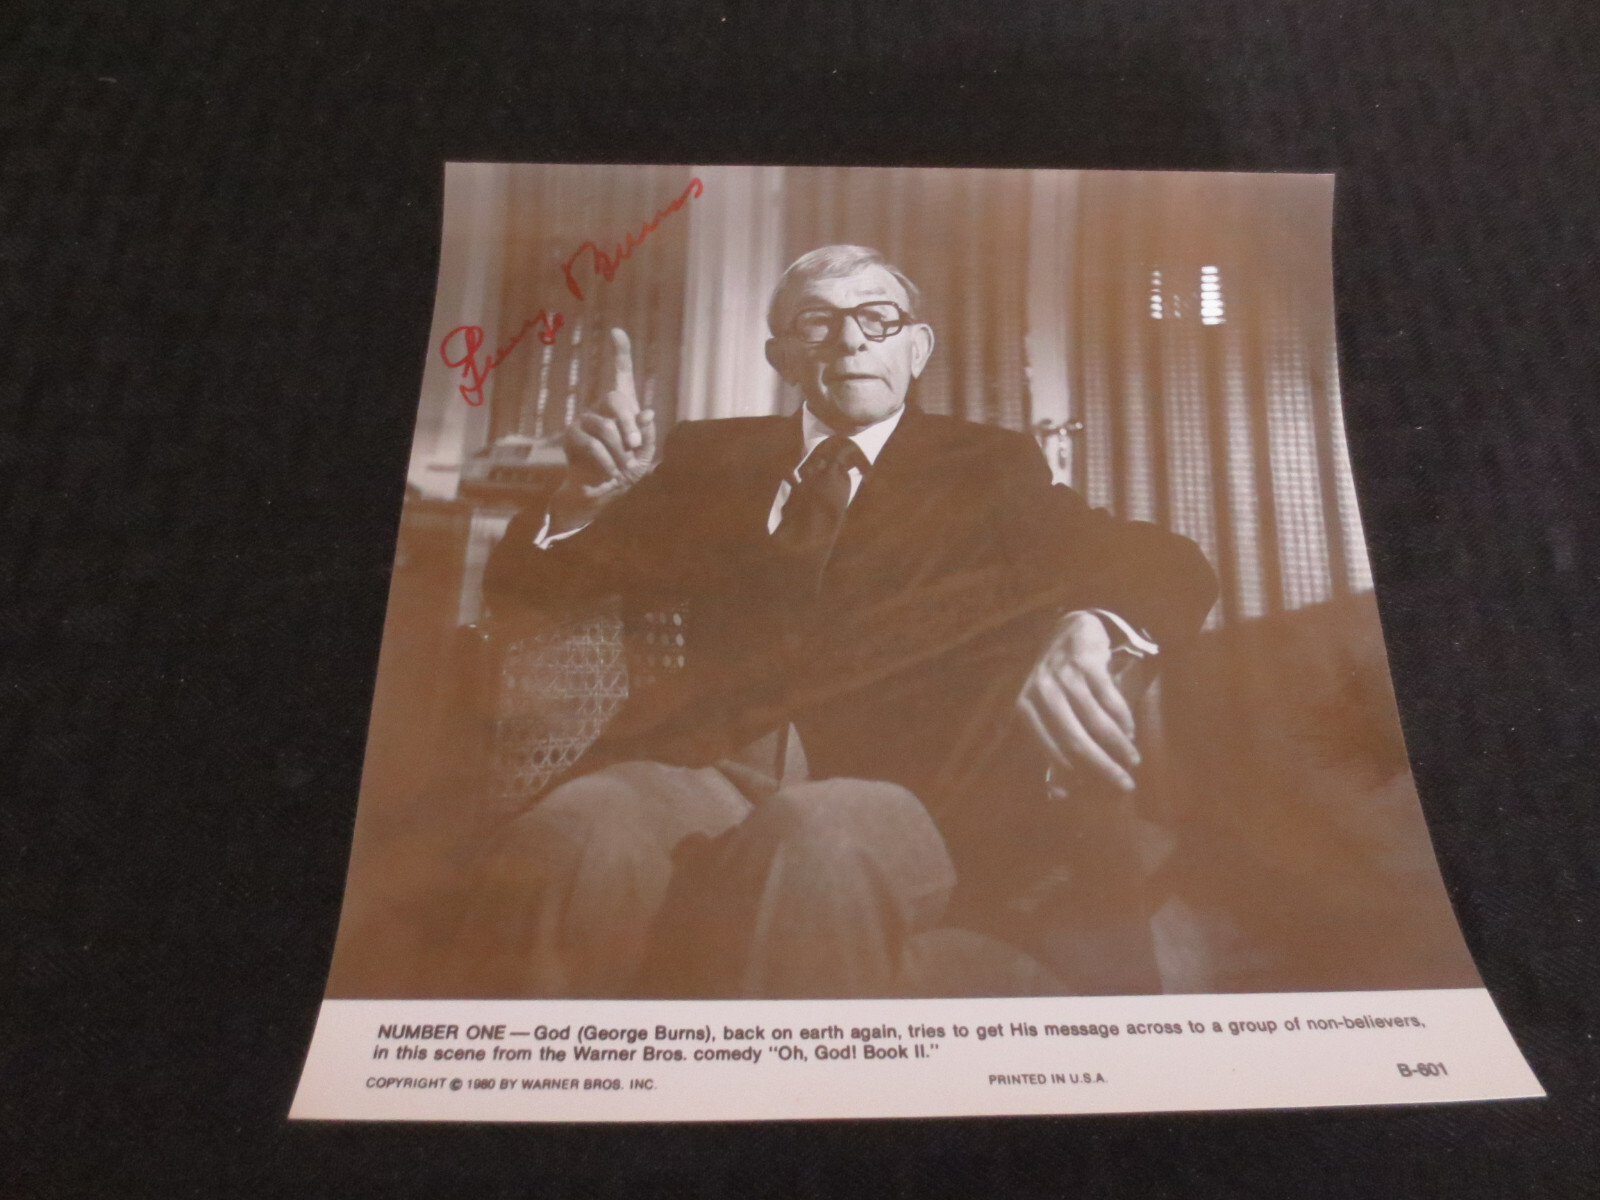 George Burns
NUMBER ONE — God (George Burns), back on earth again, tries to get His message across to a group of non-believers,
in this scene from the Warner Bros. comedy "Oh, God! Book II."
COPYRIGHT © 1980 BY WARNER BROS. INC.
PRINTED IN U.S.A.
B-601